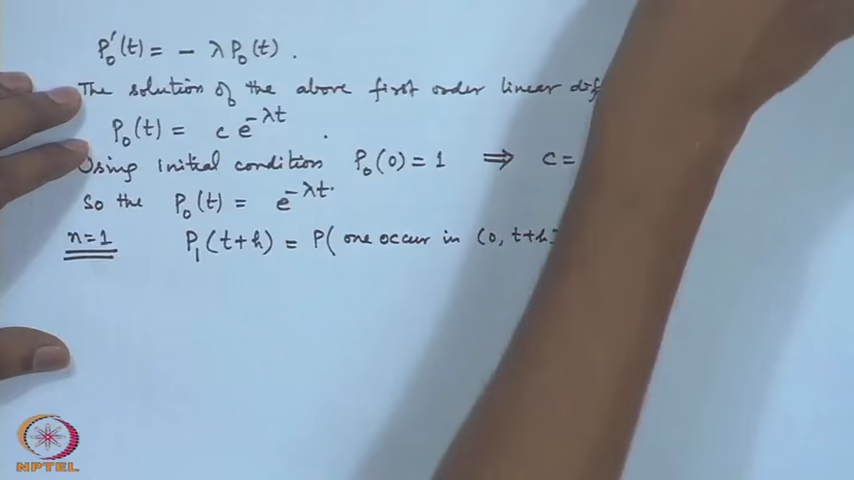 P₀'(t) = - λ P₀(t) .
The solution of the above first order linear
P₀(t) = c e^{-λt} .
Using initial condition P₀(0) = 1 ⇒ c =
So the P₀(t) = e^{-λt}.
n=1 P₁(t+h) = P( one occur in (0, t+h]
NPTEL